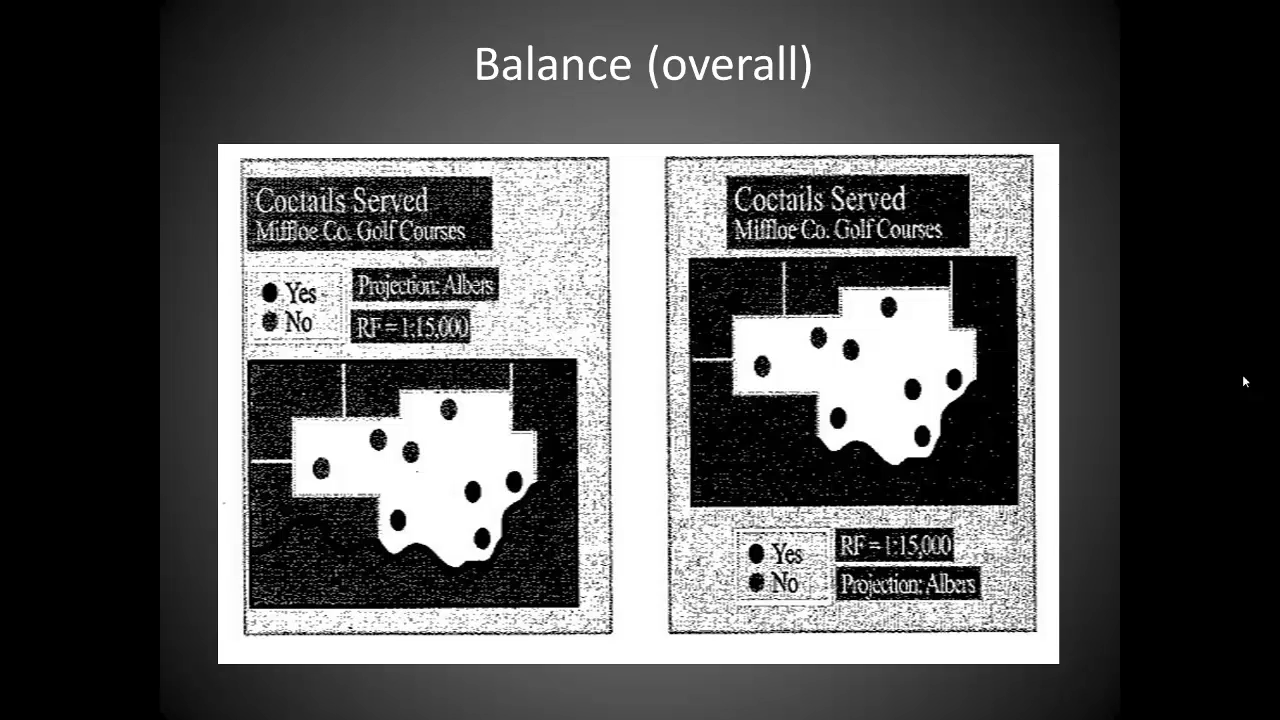 Balance (overall)
Coctails Served
Miffloe Co. Golf Courses
Yes
No
Projection: Albers
RF = 1:15,000
Coctails Served
Miffloe Co. Golf Courses
Yes
No
RF = 1:15,000
Projection: Albers